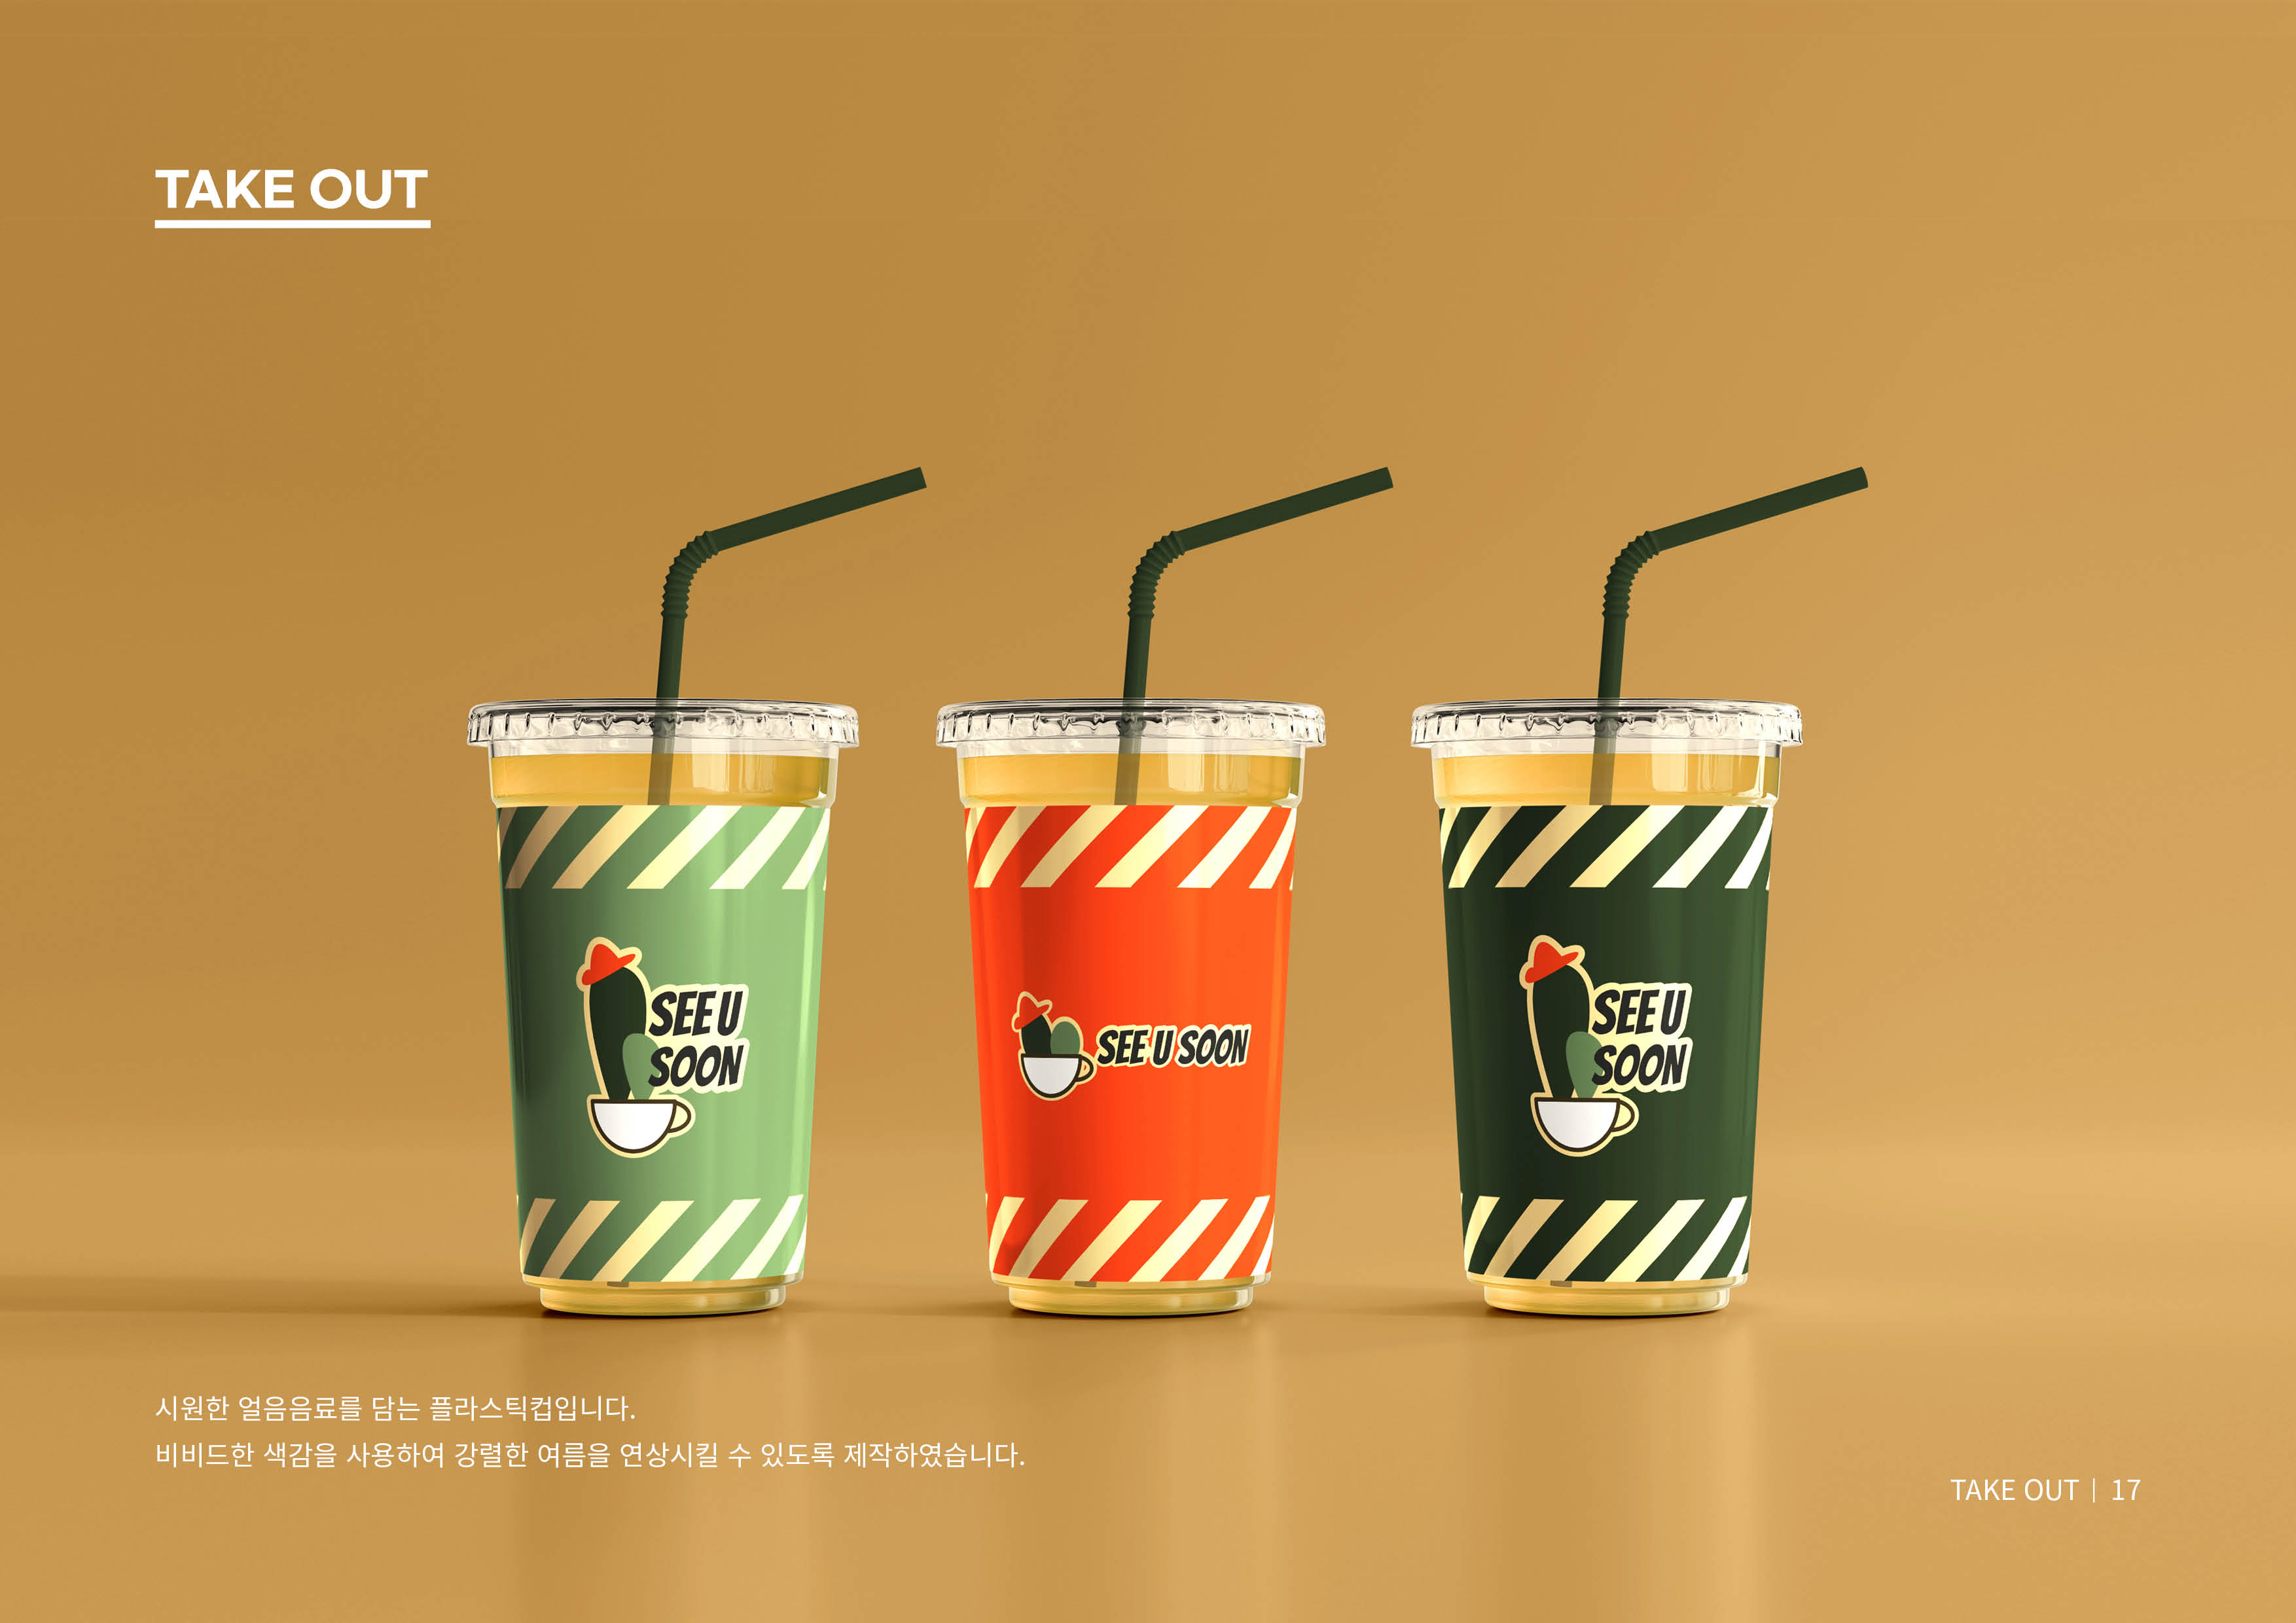 TAKE OUT
SEE U
SOON
SEE U SOON
SEE U
SOON
시원한 얼음음료를 담는 플라스틱컵입니다.
비비드한 색감을 사용하여 강렬한 여름을 연상시킬 수 있도록 제작하였습니다.
TAKE OUT | 17